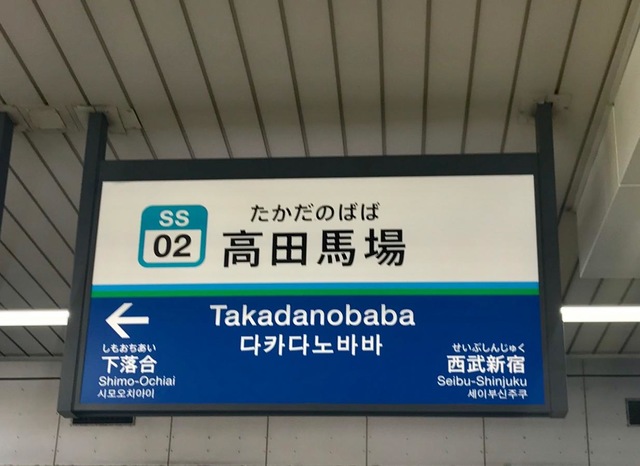 SS
02
たかだのばば
高田馬場
←
Takadanobaba
다카다노바바
しもおちあい
下落合
Shimo-Ochiai
시모오치아이
せいぶしんじゅく
西武新宿
Seibu-Shinjuku
세이부신주쿠